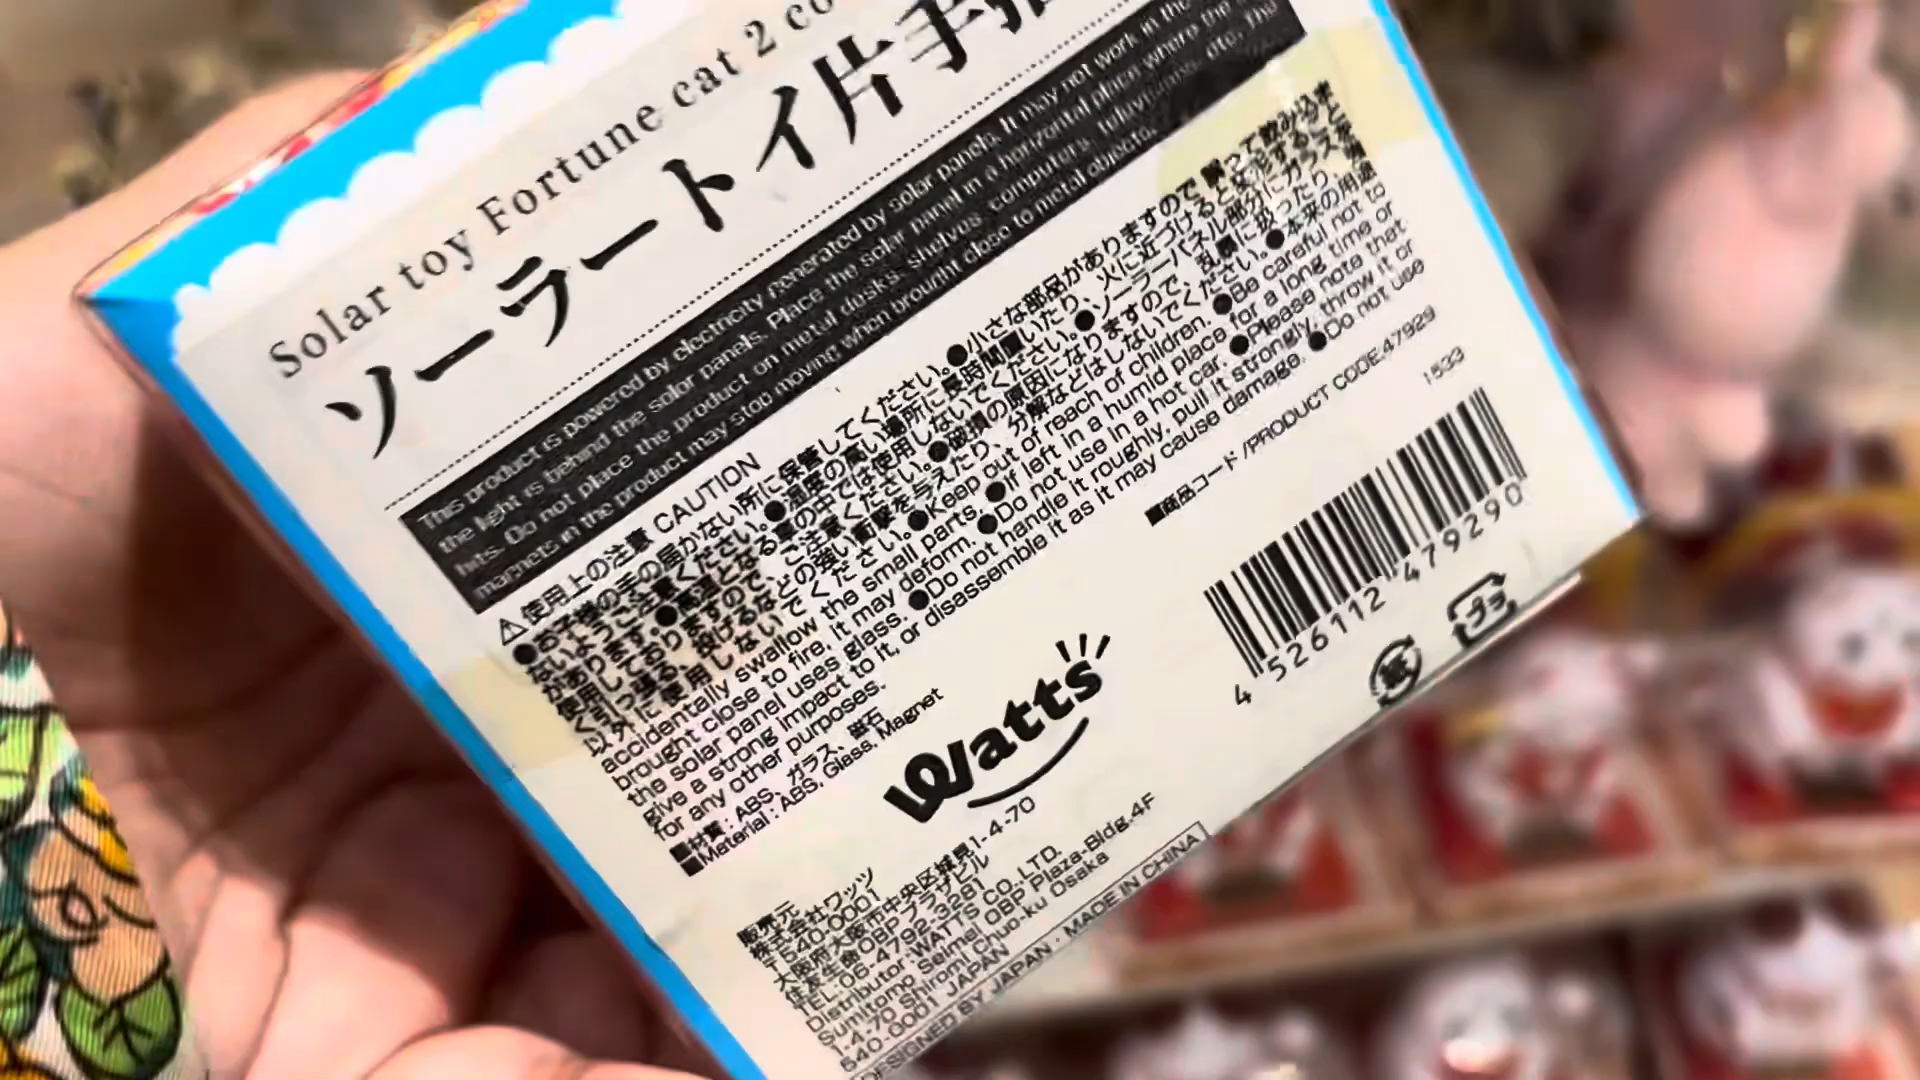 Solar toy Fortune cat 2 co
ソーラートイ片手招
This product is powered by electricity generated by solar panels. It may not work in the
the light is behind the solar panels. Place the solar panel in a horizontal place where the
hits. Do not place the product on metal desks, shelves, computers, etc. The
magnets in the product may stop moving when brought close to metal objects.
⚠使用上の注意 CAUTION
●お子様の手の届かない所に保管してください。●小さな部品がありますので誤って飲み込ま
ないようご注意ください。●湿度の高い場所に長時間置いたり、火に近づけると変形すること
があります。●高温となる車の中では使用しないでください。●ソーラーパネル部分にガラスを
使用しておりますので、ご注意ください。●破損の原因になりますので、乱暴に扱ったり、強
く引っ張る、投げるなどの強い衝撃を与えたり、分解などはしないでください。●本来の用途
以外に使用しないでください。●Keep out of reach of children. ●Be careful not to
accidentally swallow the small parts. ●If left in a humid place for a long time or
brought close to fire, it may deform. ●Do not use in a hot car. ●Please note that
the solar panel uses glass. ●Do not handle it roughly, pull it strongly, throw it or
give a strong impact to it, or disassemble it as it may cause damage. ●Do not use
for any other purposes.
■材質：ABS、ガラス、磁石
■Material : ABS, Glass, Magnet
■商品コード/PRODUCT CODE:47929
1533
4 526112 479290
紙
プラ
Watts
販売元
株式会社ワッツ
〒540-0001
大阪府大阪市中央区城見1-4-70
住友生命OBPプラザビル
TEL:06-4792-3281
Distributor WATTS CO.,LTD.
Sumitomo Seimei OBP Plaza-Bldg.4F
1-4-70 Shiromi Chuo-ku Osaka
540-0001 JAPAN
DESIGNED BY JAPAN・MADE IN CHINA